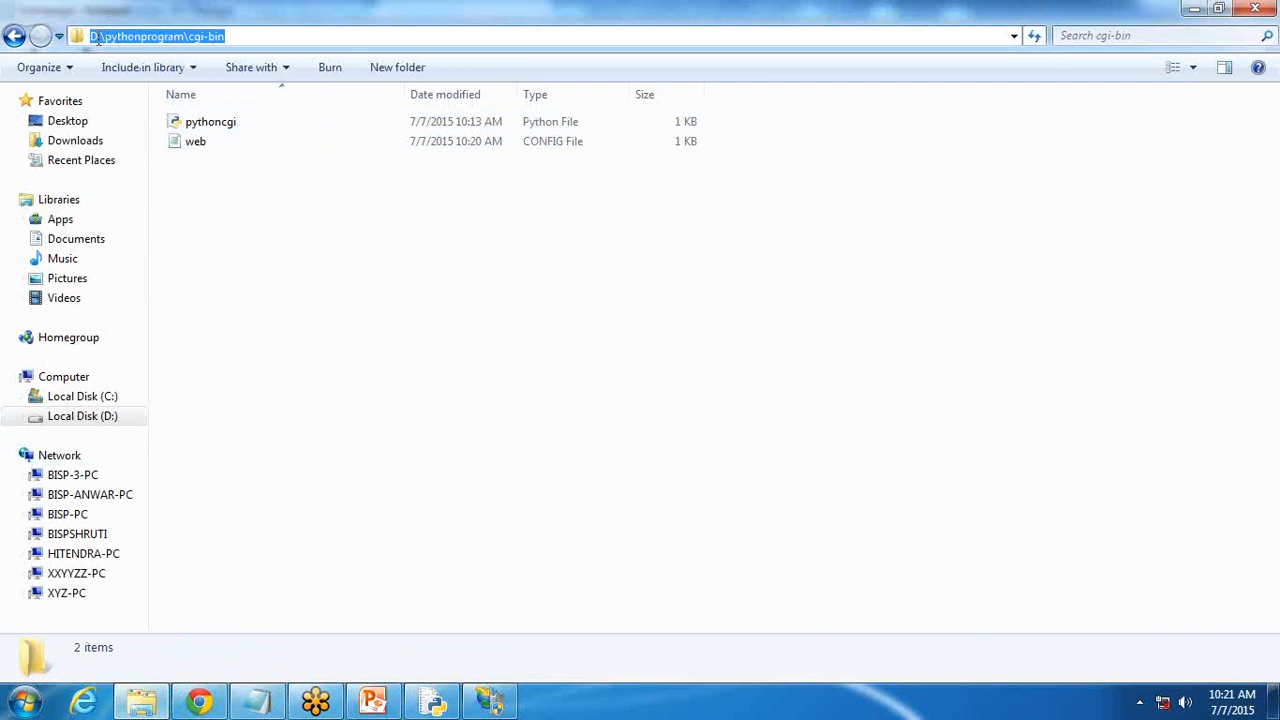 D:\pythonprogram\cgi-bin
Search cgi-bin
Organize
Include in library
Share with
Burn
New folder
Name
Date modified
Type
Size
pythoncgi
7/7/2015 10:13 AM
Python File
1 KB
web
7/7/2015 10:20 AM
CONFIG File
1 KB
Favorites
Desktop
Downloads
Recent Places
Libraries
Apps
Documents
Music
Pictures
Videos
Homegroup
Computer
Local Disk (C:)
Local Disk (D:)
Network
BISP-3-PC
BISP-ANWAR-PC
BISP-PC
BISPSHRUTI
HITENDRA-PC
XXYYZZ-PC
XYZ-PC
2 items
10:21 AM
7/7/2015